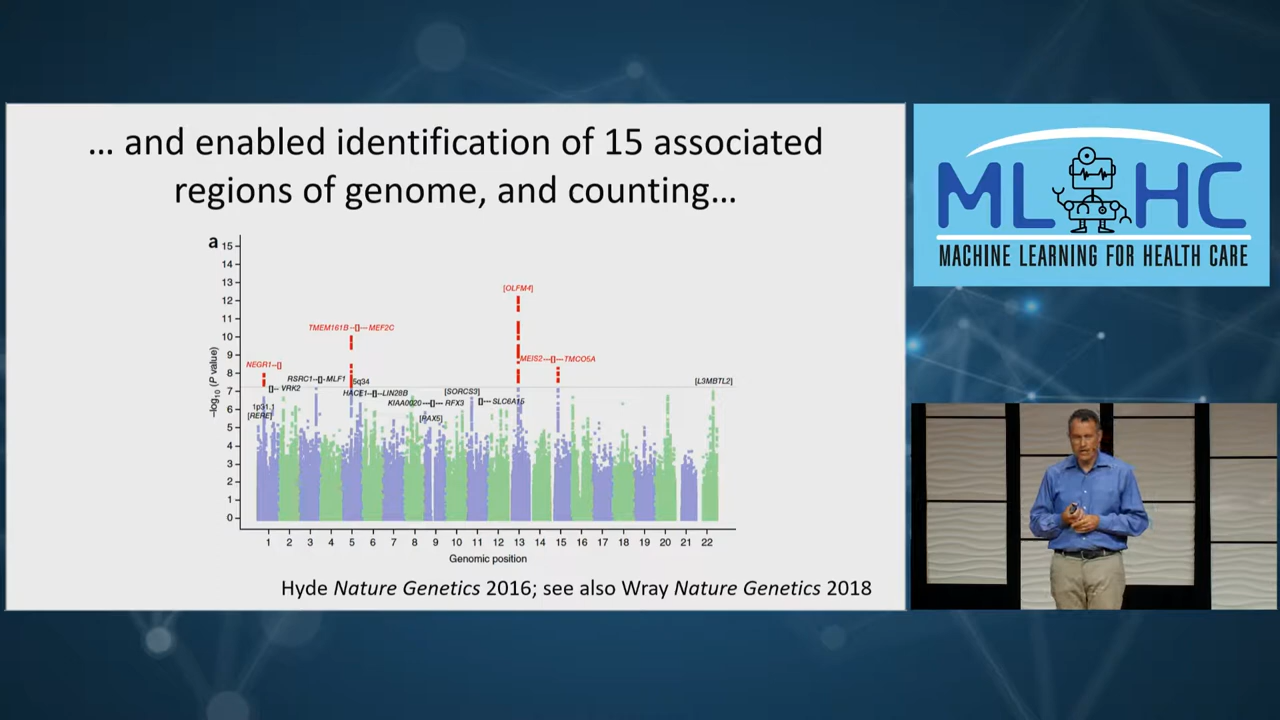 … and enabled identification of 15 associated
regions of genome, and counting…
a
15
14
13
12
11
10
9
8
7
6
5
4
3
2
1
0
–log10 (P value)
[OLFM4]
TMEM161B--[]---MEF2C
MEIS2---[]---TMCO5A
NEGR1--[]
RSRC1--[]-MLF1
5q34
[L3MBTL2]
[]-- VRK2
HACE1--[]--LIN28B
[SORCS3]
KIAA0020---[]--- RFX3
[]--- SLC6A15
1p31.1
[RERE]
[PAX5]
1 2 3 4 5 6 7 8 9 10 11 12 13 14 15 16 17 18 19 20 21 22
Genomic position
Hyde Nature Genetics 2016; see also Wray Nature Genetics 2018
ML HC
MACHINE LEARNING FOR HEALTH CARE